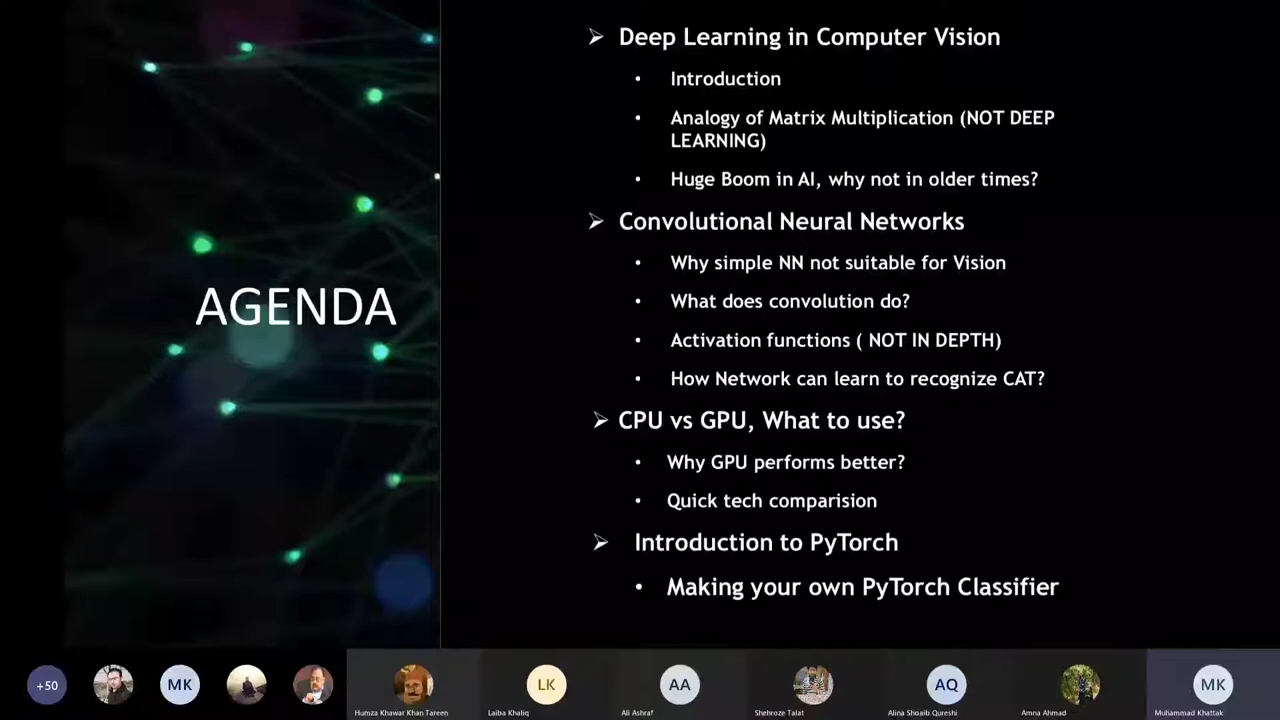 AGENDA
Deep Learning in Computer Vision
Introduction
Analogy of Matrix Multiplication (NOT DEEP
LEARNING)
Huge Boom in AI, why not in older times?
Convolutional Neural Networks
Why simple NN not suitable for Vision
What does convolution do?
Activation functions ( NOT IN DEPTH)
How Network can learn to recognize CAT?
CPU vs GPU, What to use?
Why GPU performs better?
Quick tech comparision
Introduction to PyTorch
Making your own PyTorch Classifier
+50
MK
LK
AA
AQ
MK
Humza Khawar Khan Tareen
Laiba Khaliq
Ali Ashraf
Shehroze Talat
Alina Shoaib Qureshi
Amna Ahmad
Muhammad Khattak